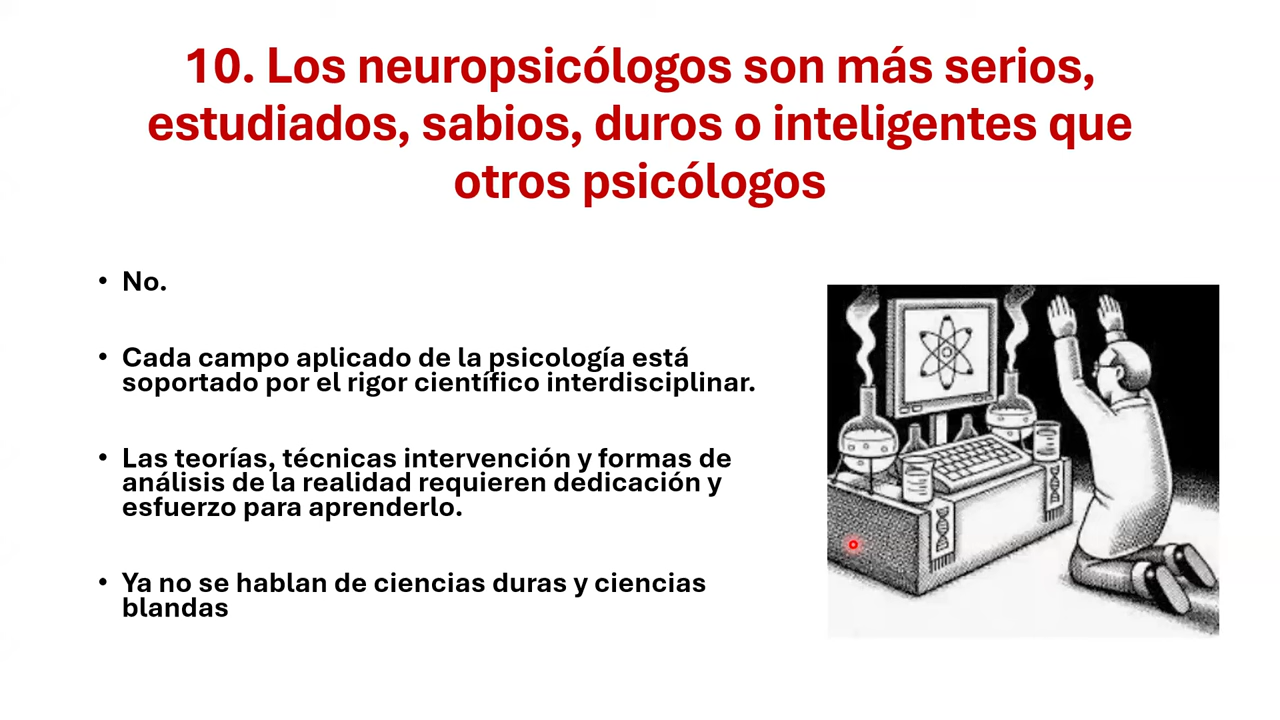 10. Los neuropsicólogos son más serios,
estudiados, sabios, duros o inteligentes que
otros psicólogos
• No.
• Cada campo aplicado de la psicología está
soportado por el rigor científico interdisciplinar.
• Las teorías, técnicas intervención y formas de
análisis de la realidad requieren dedicación y
esfuerzo para aprenderlo.
• Ya no se hablan de ciencias duras y ciencias
blandas